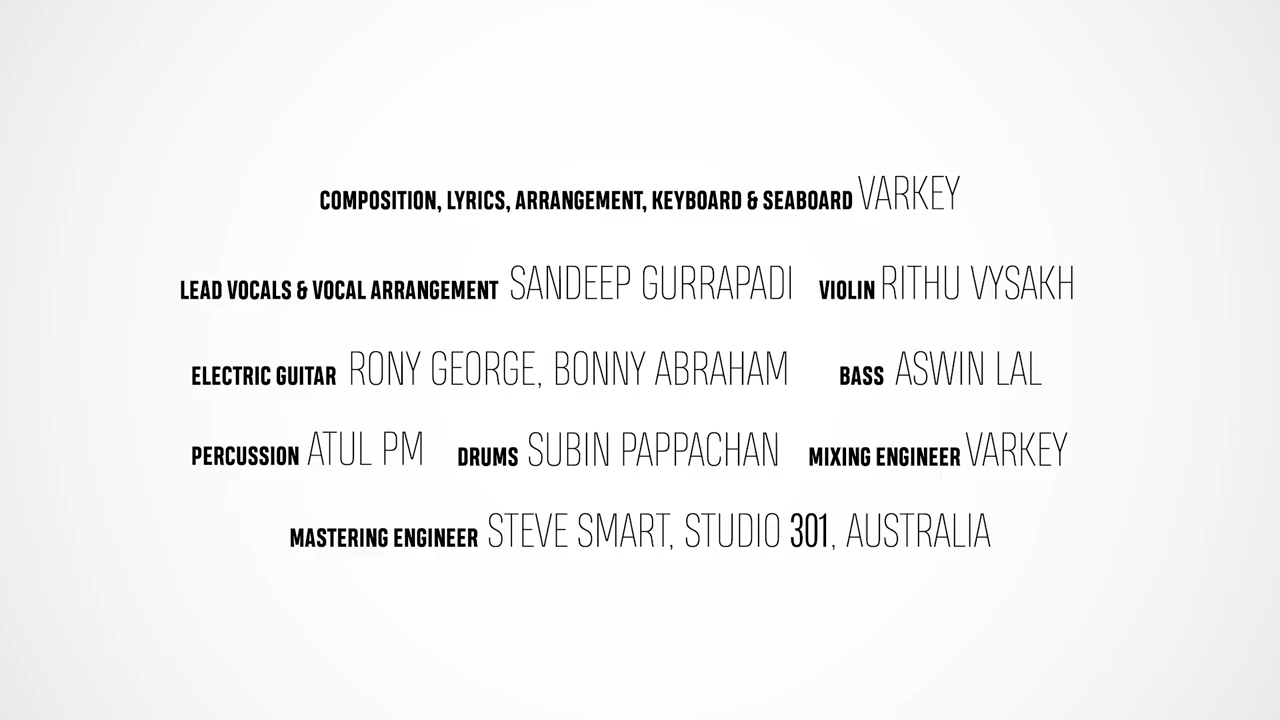 COMPOSITION, LYRICS, ARRANGEMENT, KEYBOARD & SEABOARD VARKEY
LEAD VOCALS & VOCAL ARRANGEMENT SANDEEP GURRAPADI VIOLIN RITHU VYSAKH
ELECTRIC GUITAR RONY GEORGE, BONNY ABRAHAM BASS ASWIN LAL
PERCUSSION ATUL PM DRUMS SUBIN PAPPACHAN MIXING ENGINEER VARKEY
MASTERING ENGINEER STEVE SMART, STUDIO 301, AUSTRALIA